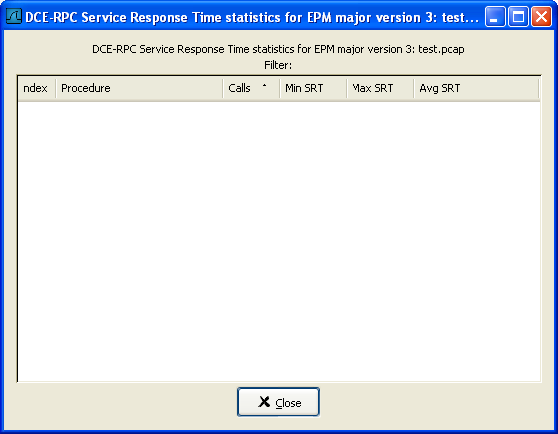 DCE-RPC Service Response Time statistics for EPM major version 3: test...
DCE-RPC Service Response Time statistics for EPM major version 3: test.pcap
Filter:
ndex Procedure Calls Min SRT Max SRT Avg SRT
Close